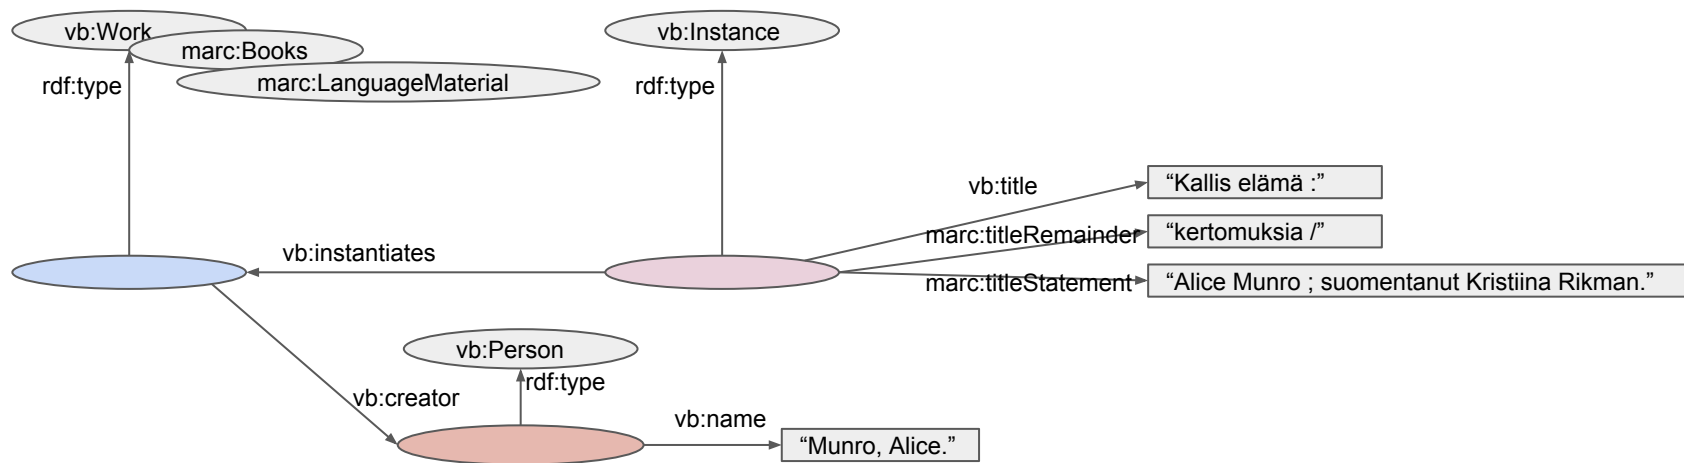 vb:Work
vb:Instance
marc:Books
marc:LanguageMaterial
rdf:type
rdf:type
vb:title
“Kallis elämä :”
marc:titleRemainder
“kertomuksia /”
vb:instantiates
marc:titleStatement
“Alice Munro ; suomentanut Kristiina Rikman.”
vb:Person
rdf:type
vb:creator
vb:name
“Munro, Alice.”